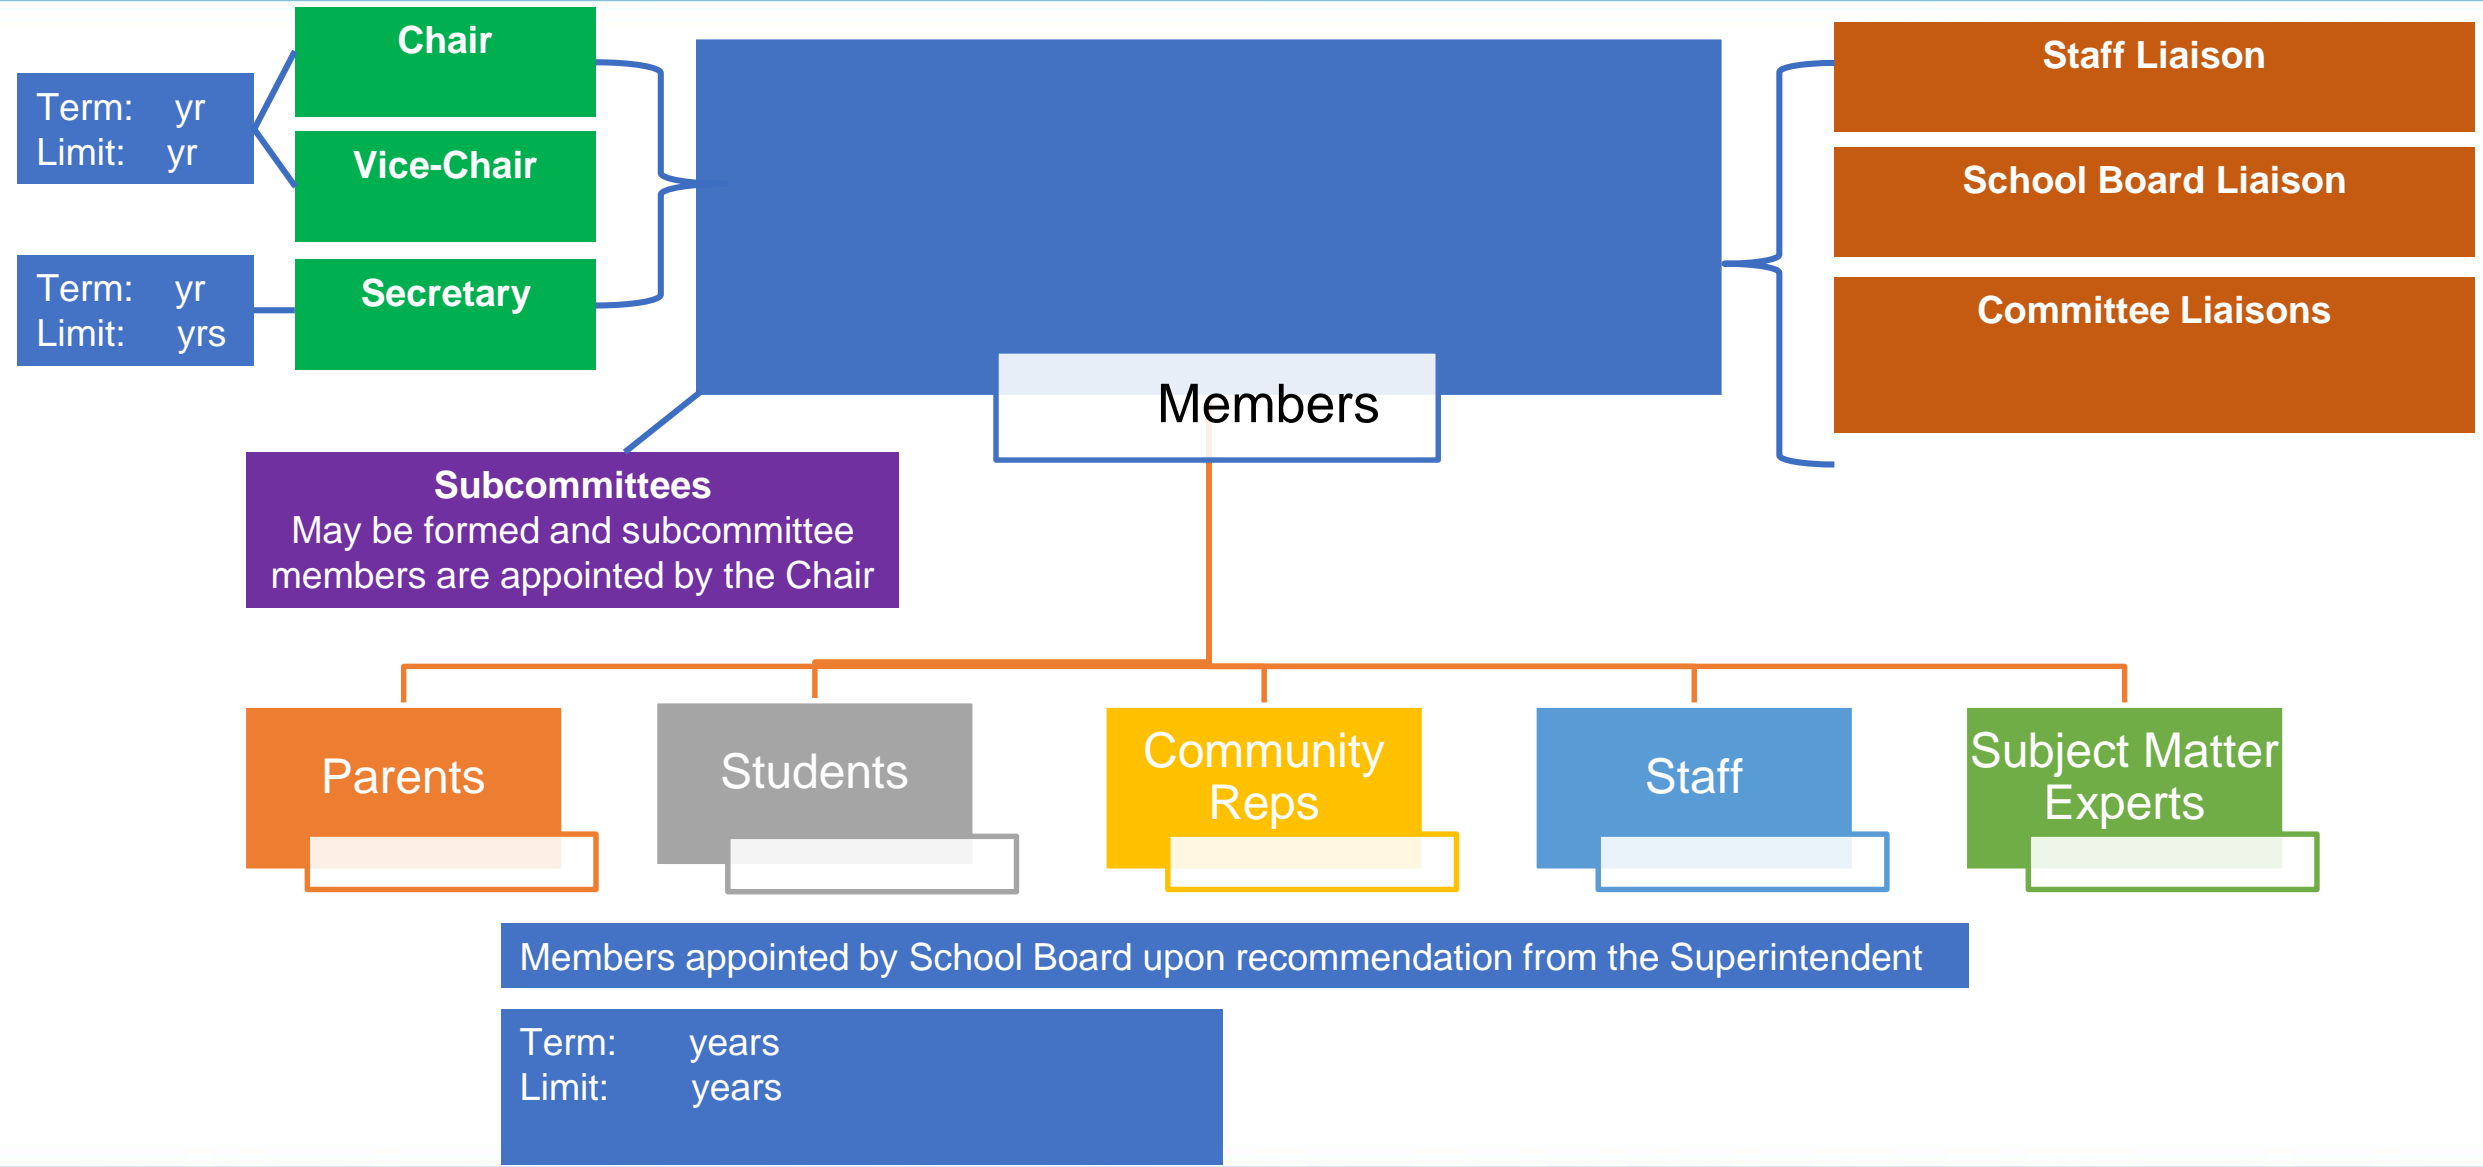 Chair
Term: yr
Limit: yr
Vice-Chair
Term: yr
Limit: yrs
Secretary
Staff Liaison
School Board Liaison
Committee Liaisons
Members
Subcommittees
May be formed and subcommittee
members are appointed by the Chair
Parents
Students
Community
Reps
Staff
Subject Matter
Experts
Members appointed by School Board upon recommendation from the Superintendent
Term: years
Limit: years